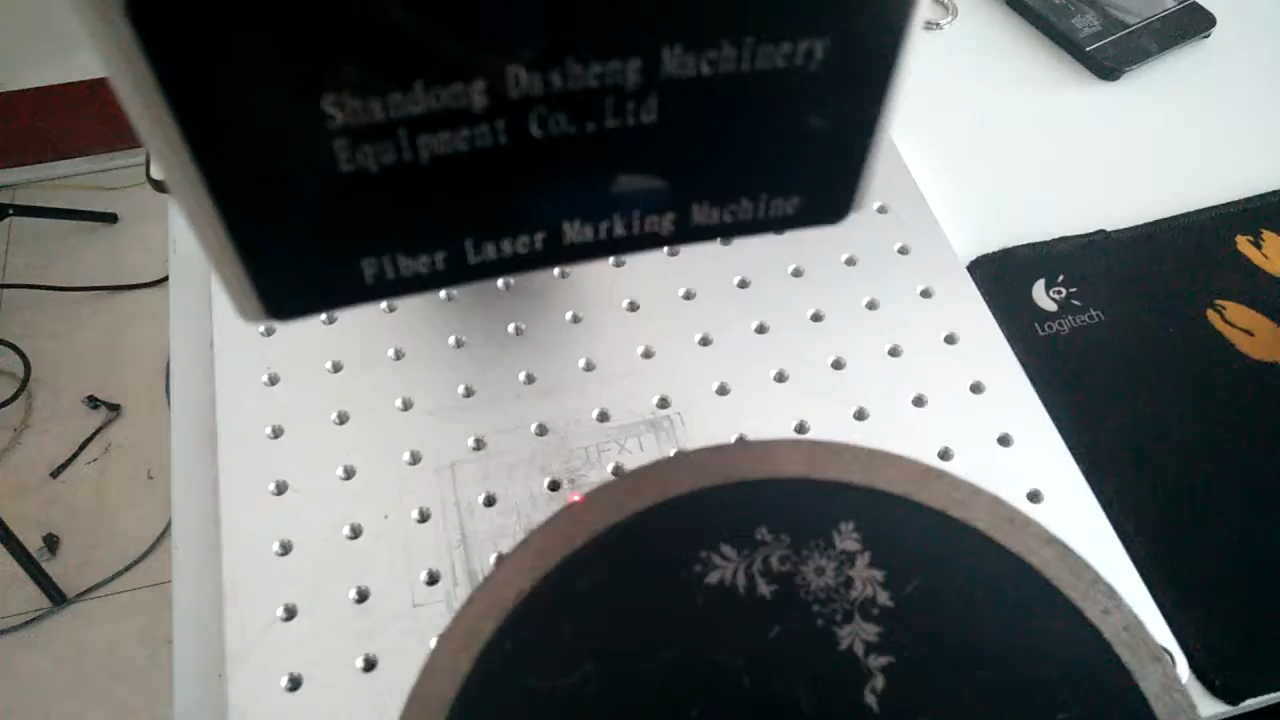 Shandong Dasheng Machinery
Equipment Co.,Ltd
Fiber Laser Marking Machine
Logitech
TEXT